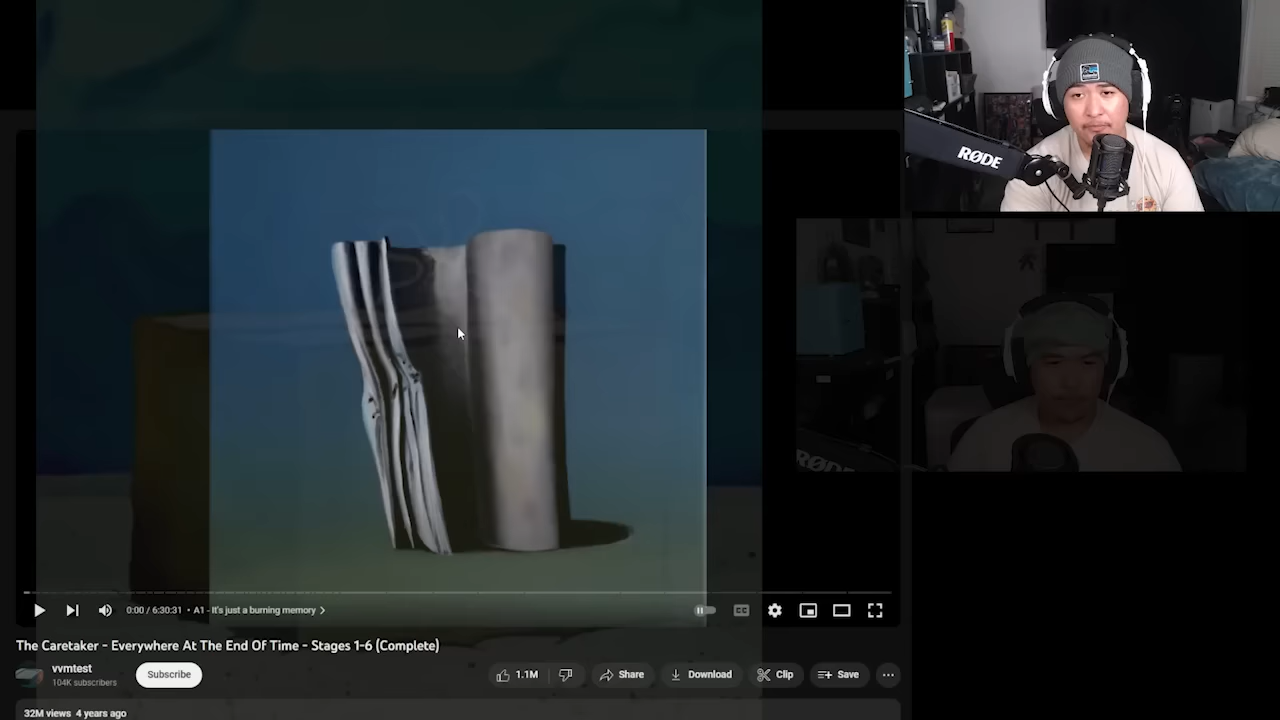 RØDE
RØDE
0:00 / 6:30:31 • A1 - It's just a burning memory
CC
The Caretaker - Everywhere At The End Of Time - Stages 1-6 (Complete)
vvmtest
104K subscribers
Subscribe
1.1M
Share
Download
Clip
Save
32M views 4 years ago